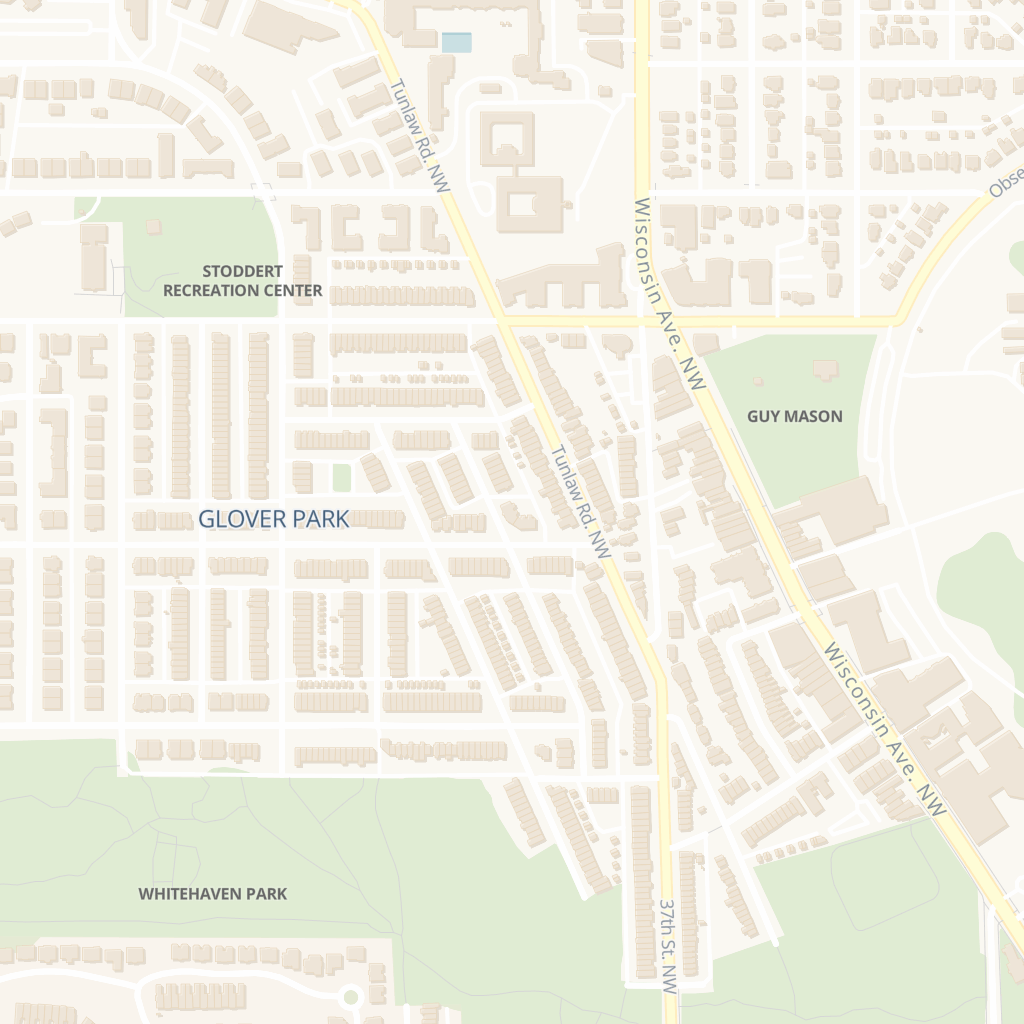 Tunlaw Rd. NW
Obse
Wisconsin Ave. NW
STODDERT
RECREATION CENTER
GUY MASON
Tunlaw Rd. NW
GLOVER PARK
Wisconsin Ave. NW
WHITEHAVEN PARK
37th St. NW